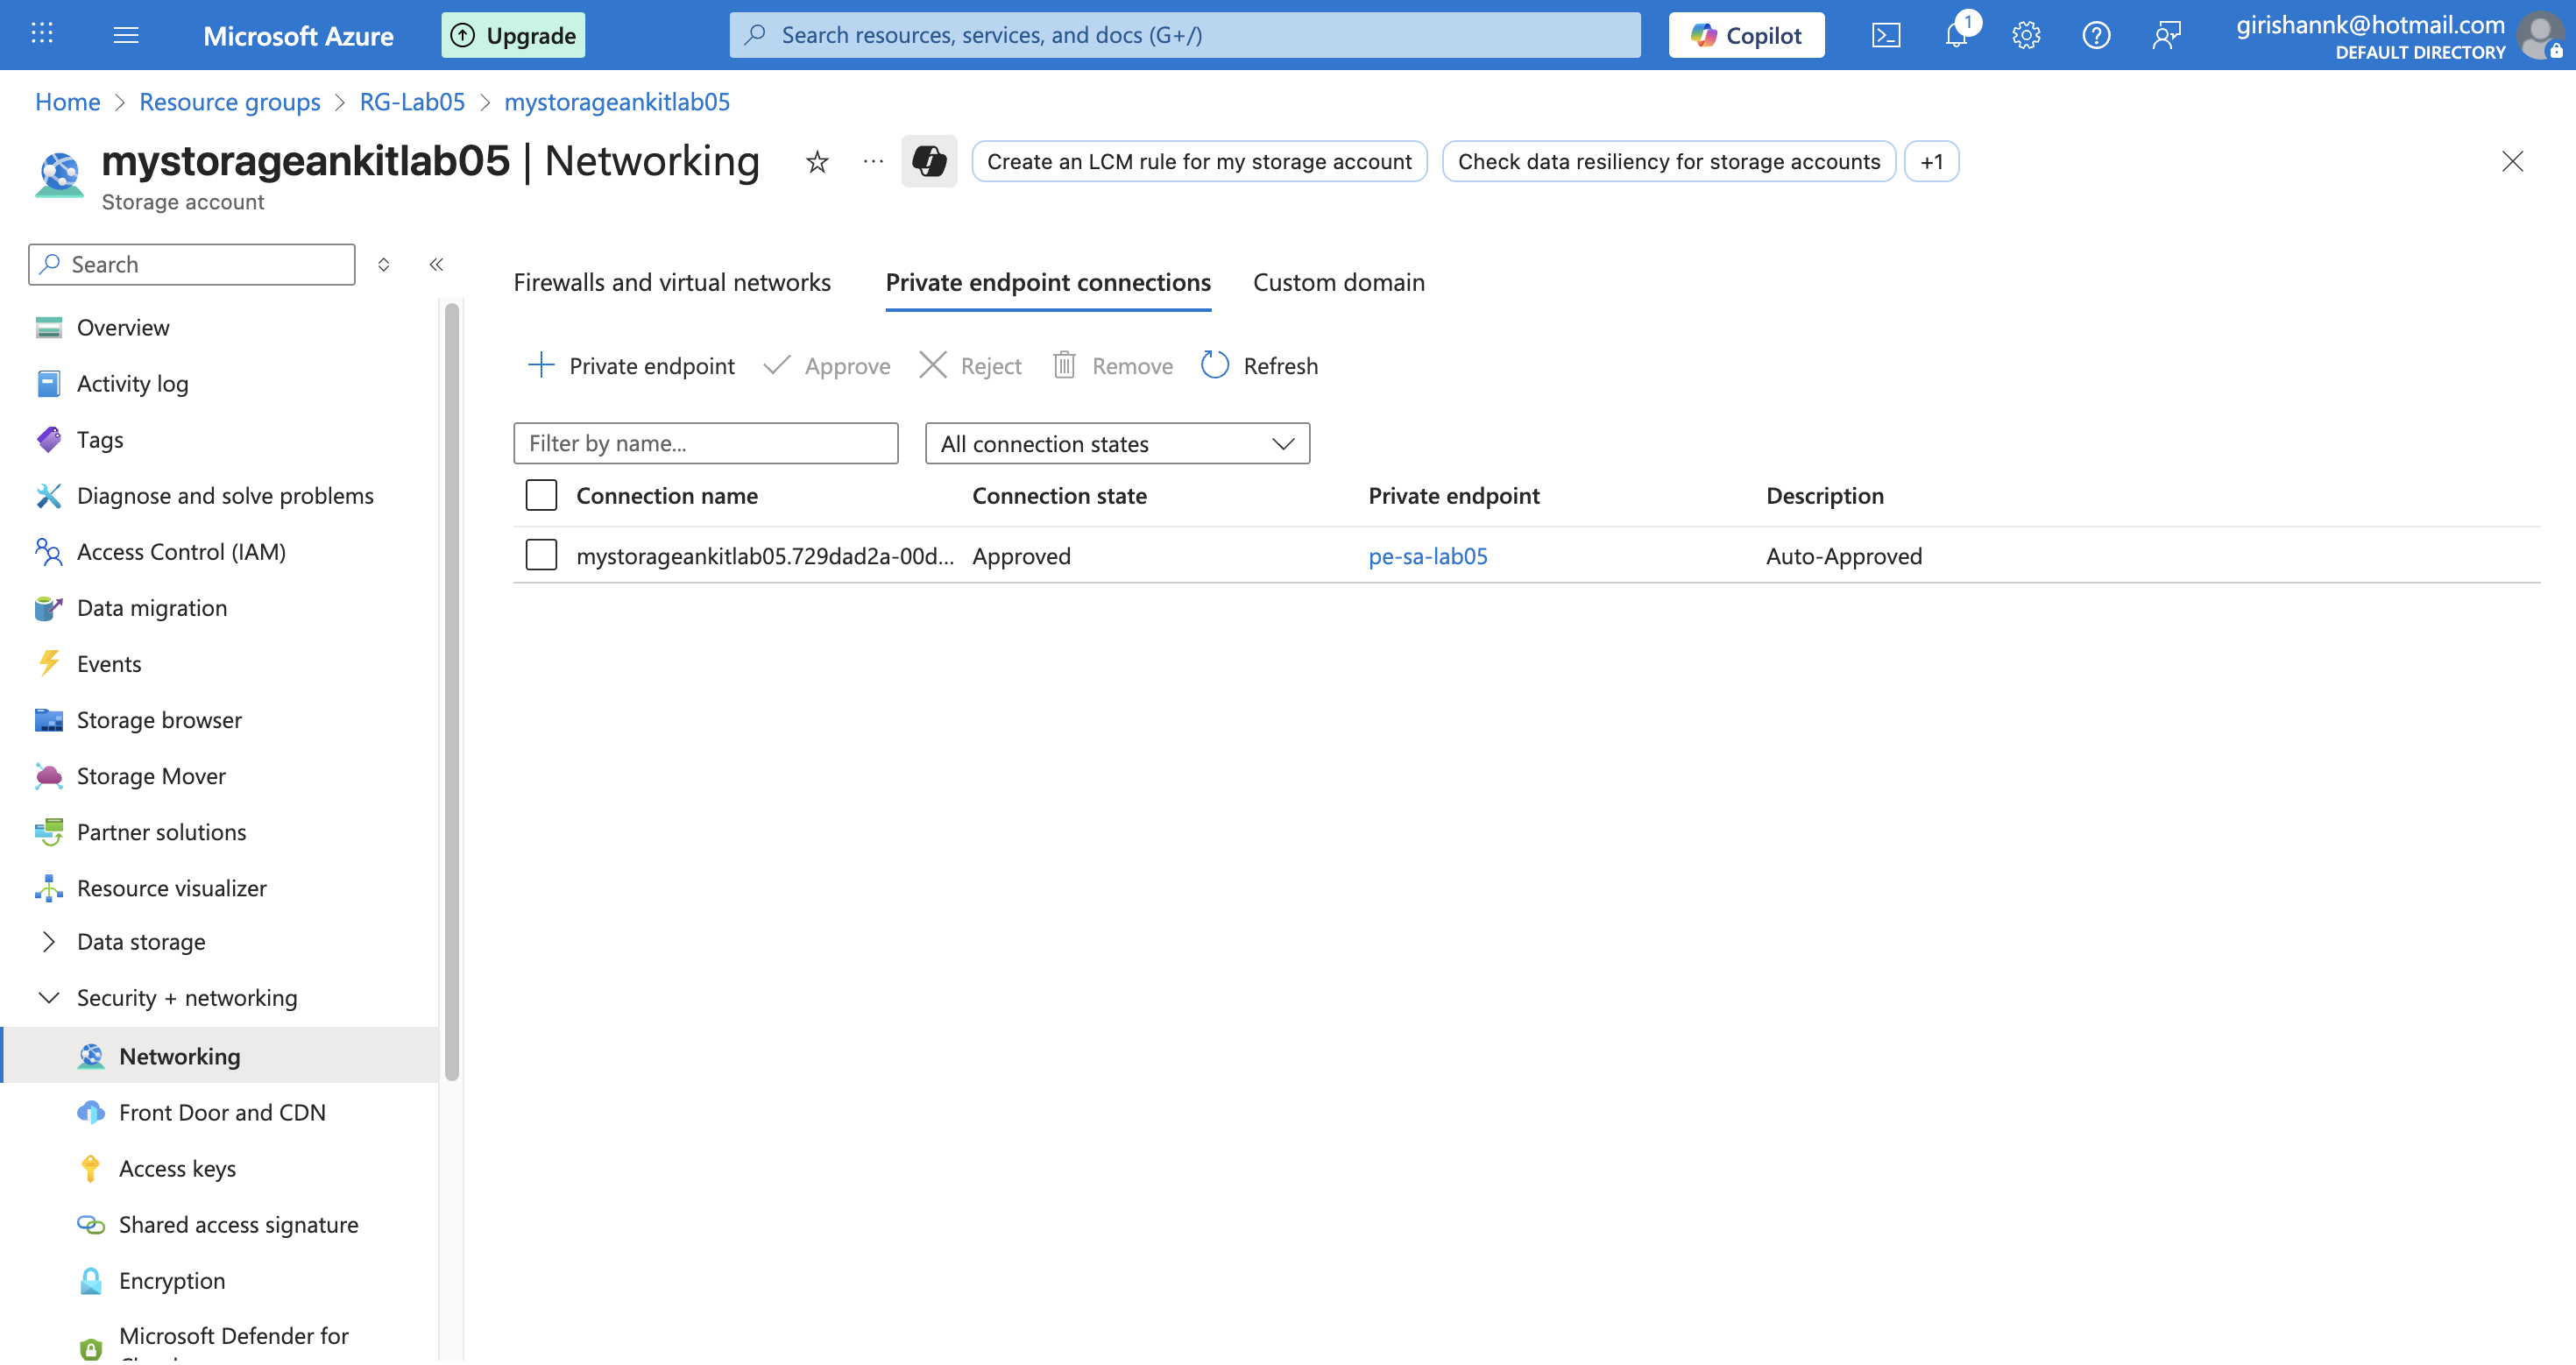 Microsoft Azure
Upgrade
Search resources, services, and docs (G+/)
Copilot
1
girishannk@hotmail.com
DEFAULT DIRECTORY
Home > Resource groups > RG-Lab05 > mystorageankitlab05
mystorageankitlab05 | Networking
Create an LCM rule for my storage account
Check data resiliency for storage accounts
+1
Storage account
Search
Overview
Activity log
Tags
Diagnose and solve problems
Access Control (IAM)
Data migration
Events
Storage browser
Storage Mover
Partner solutions
Resource visualizer
Data storage
Security + networking
Networking
Front Door and CDN
Access keys
Shared access signature
Encryption
Microsoft Defender for
Firewalls and virtual networks
Private endpoint connections
Custom domain
Private endpoint
Approve
Reject
Remove
Refresh
Filter by name...
All connection states
Connection name Connection state Private endpoint Description
mystorageankitlab05.729dad2a-00d... Approved pe-sa-lab05 Auto-Approved